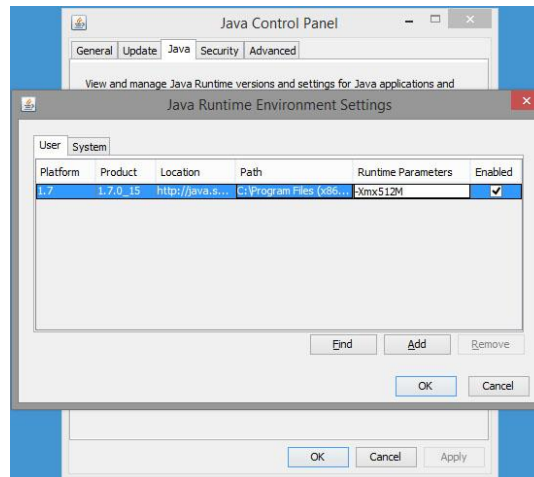 Java Control Panel
General Update Java Security Advanced
View and manage Java Runtime versions and settings for Java applications and
Java Runtime Environment Settings
User System
Platform Product Location Path Runtime Parameters Enabled
1.7 1.7.0_15 http://java.s... C:\Program Files (x86... -Xmx512M
Find Add Remove
OK Cancel
OK Cancel Apply